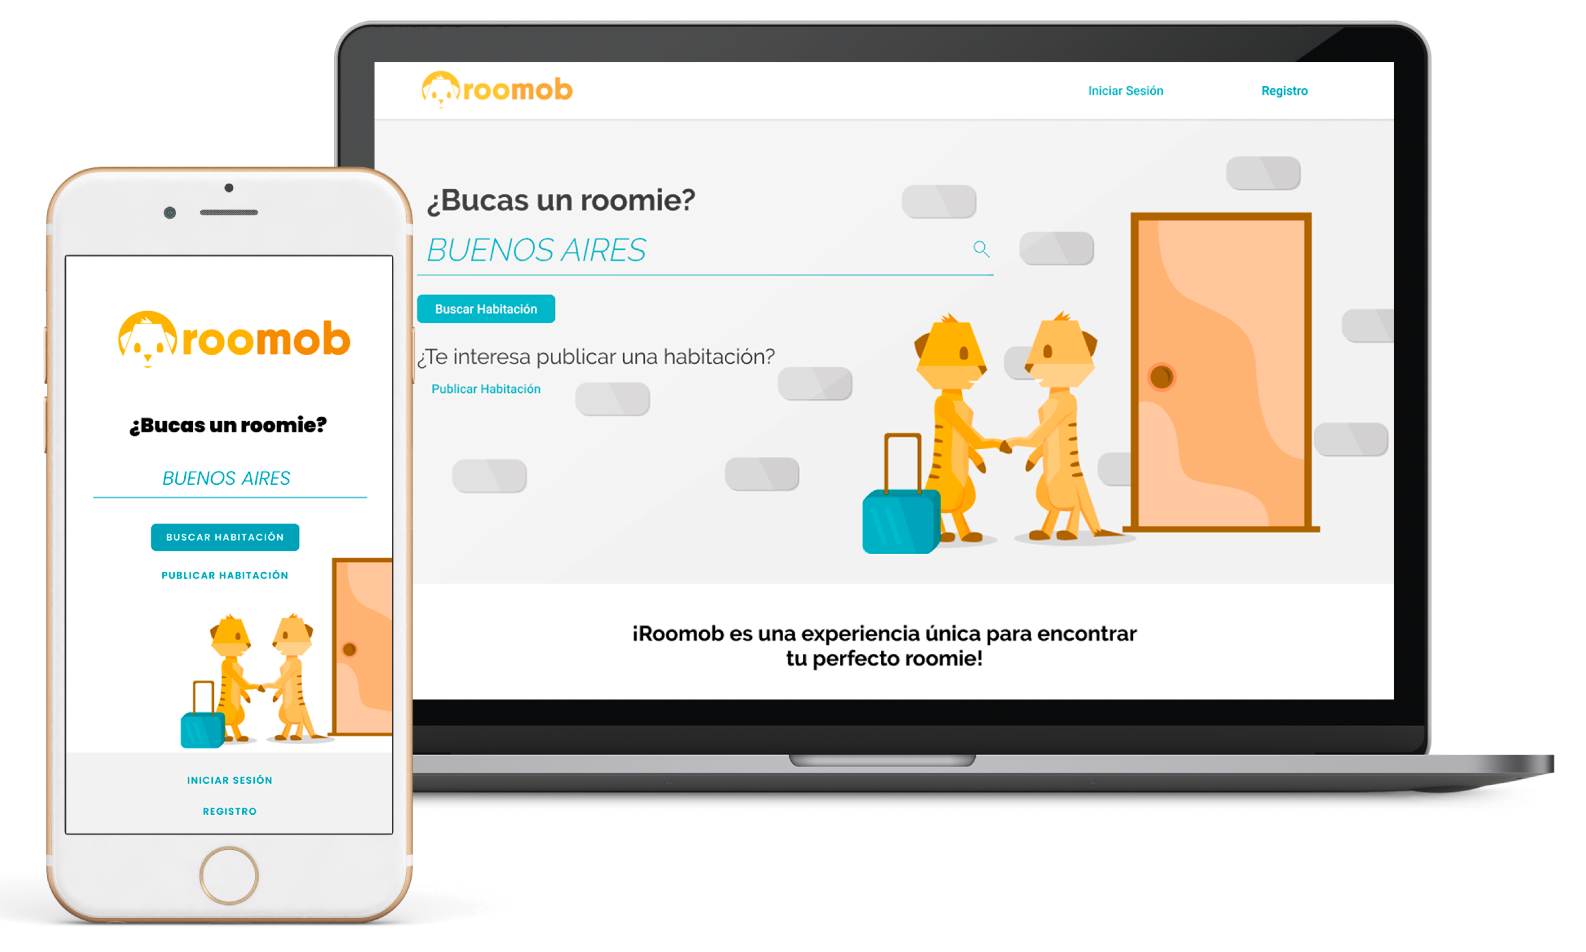 roomob
Iniciar Sesión
Registro
¿Bucas un roomie?
BUENOS AIRES
Buscar Habitación
¿Te interesa publicar una habitación?
Publicar Habitación
¡Roomob es una experiencia única para encontrar
tu perfecto roomie!
roomob
¿Bucas un roomie?
BUENOS AIRES
BUSCAR HABITACIÓN
PUBLICAR HABITACIÓN
INICIAR SESIÓN
REGISTRO